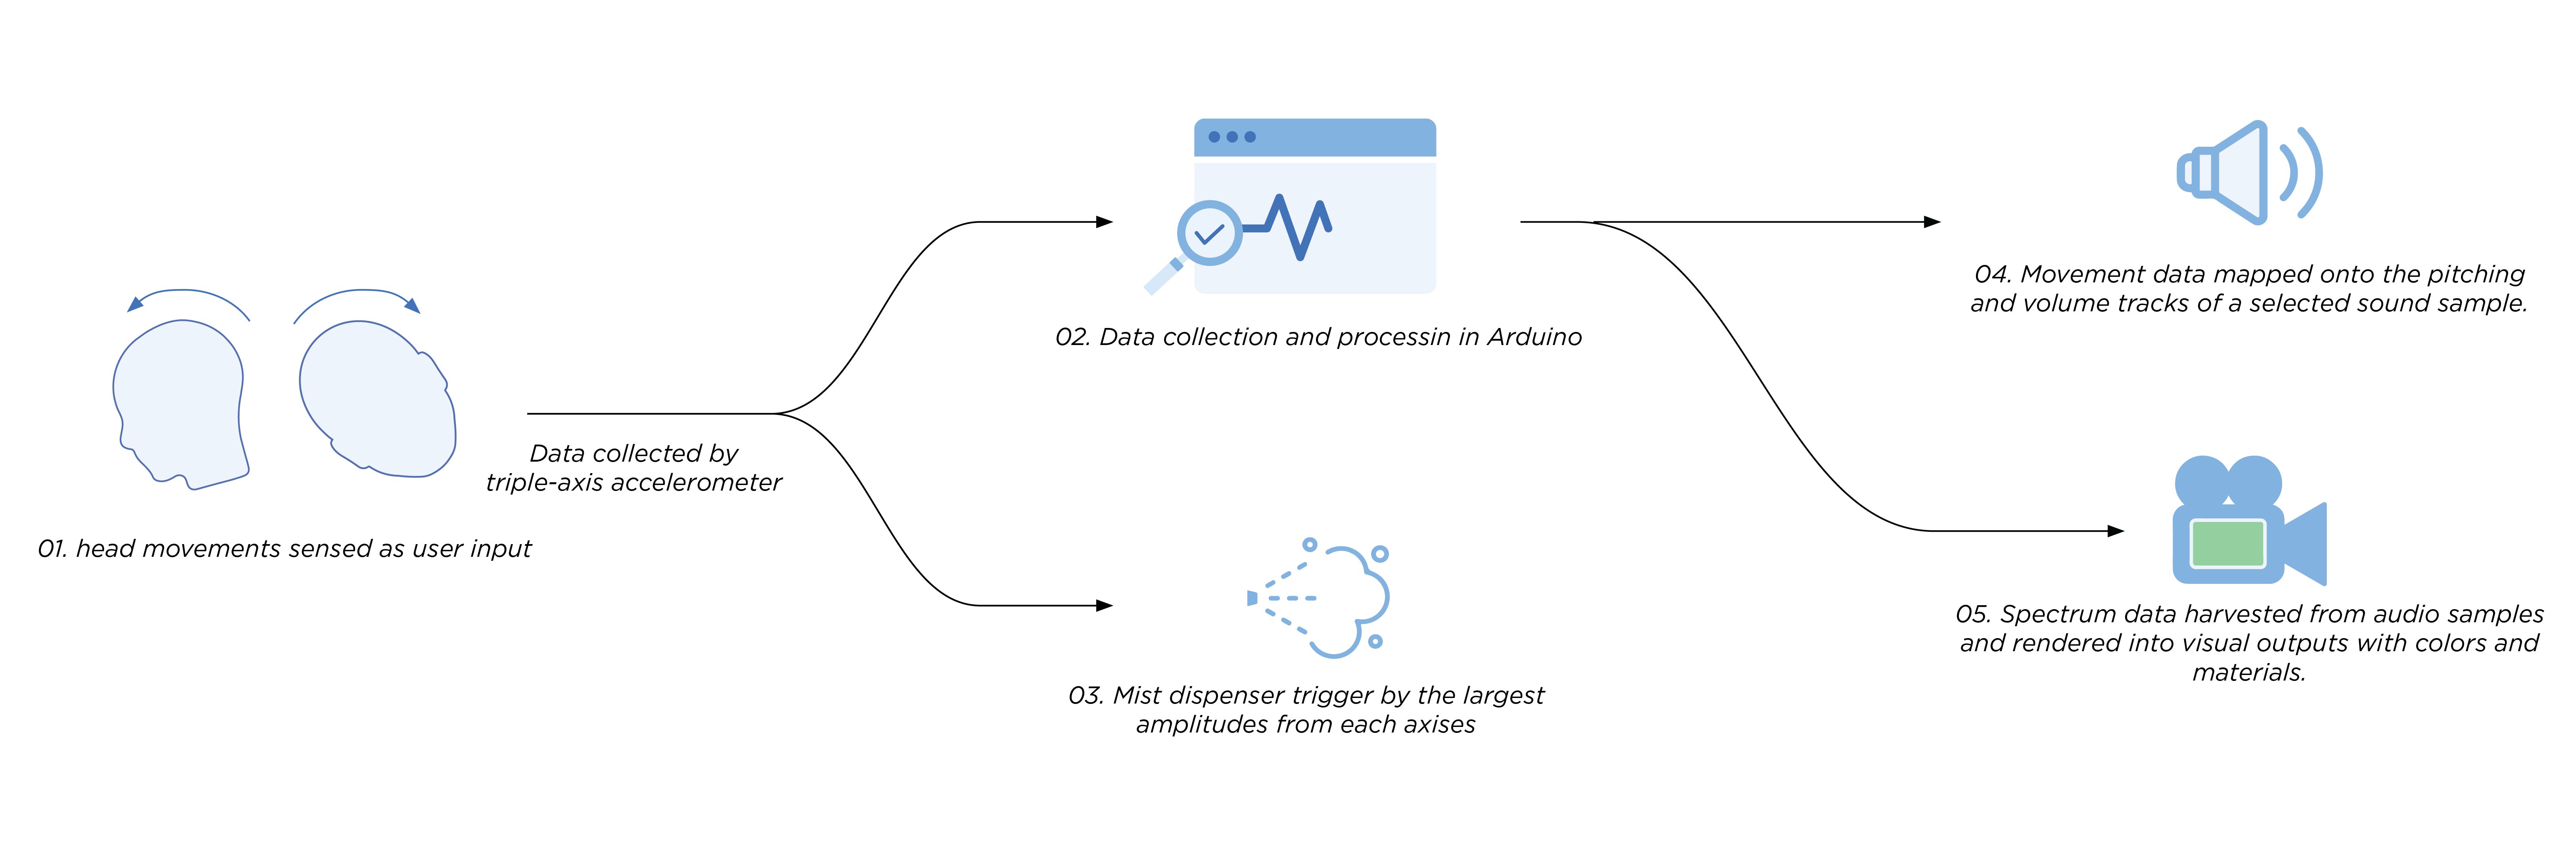 01. head movements sensed as user input
Data collected by
triple-axis accelerometer
02. Data collection and processin in Arduino
03. Mist dispenser trigger by the largest
amplitudes from each axises
04. Movement data mapped onto the pitching
and volume tracks of a selected sound sample.
05. Spectrum data harvested from audio samples
and rendered into visual outputs with colors and
materials.